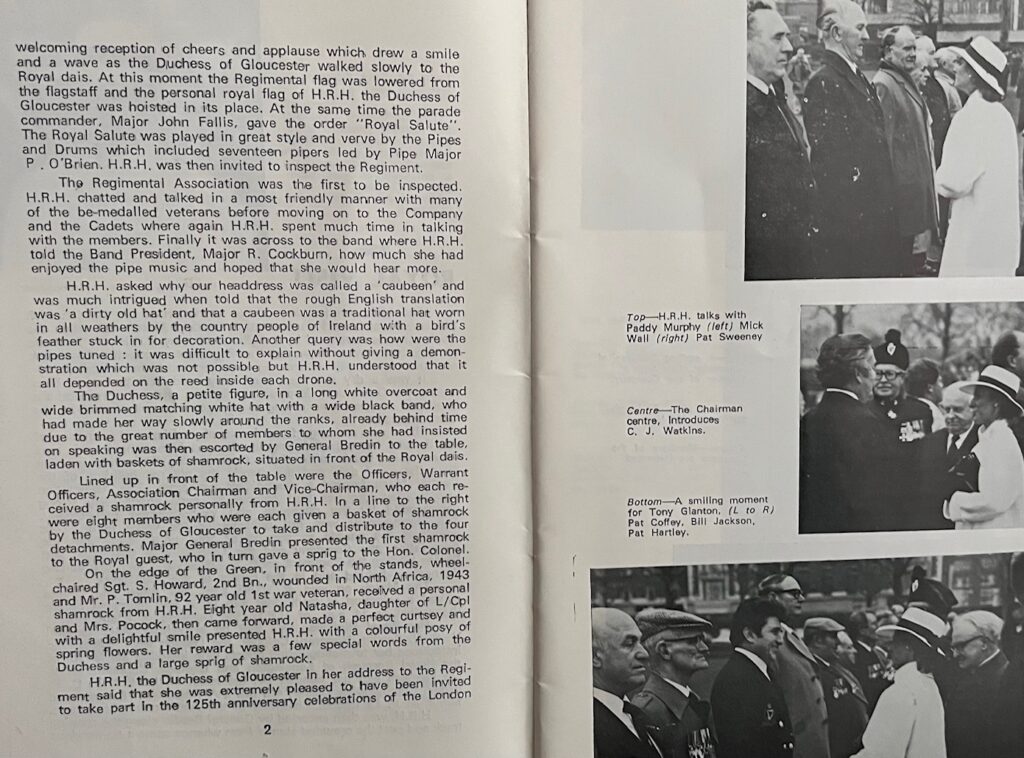 welcoming reception of cheers and applause which drew a smile
and a wave as the Duchess of Gloucester walked slowly to the
Royal dais. At this moment the Regimental flag was lowered from
the flagstaff and the personal royal flag of H.R.H. the Duchess of
Gloucester was hoisted in its place. At the same time the parade
commander, Major John Fallis, gave the order "Royal Salute".
The Royal Salute was played in great style and verve by the Pipes
and Drums which included seventeen pipers led by Pipe Major
P. O'Brien. H.R.H. was then invited to inspect the Regiment.
The Regimental Association was the first to be inspected.
H.R.H. chatted and talked in a most friendly manner with many
of the be-medalled veterans before moving on to the Company
and the Cadets where again H.R.H. spent much time in talking
with the members. Finally it was across to the band where H.R.H.
told the Band President, Major R. Cockburn, how much she had
enjoyed the pipe music and hoped that she would hear more.
H.R.H. asked why our headdress was called a 'caubeen' and
was much intrigued when told that the rough English translation
was 'a dirty old hat' and that a caubeen was a traditional hat worn
in all weathers by the country people of Ireland with a bird's
feather stuck in for decoration. Another query was how were the
pipes tuned : it was difficult to explain without giving a demon-
stration which was not possible but H.R.H. understood that it
all depended on the reed inside each drone.
The Duchess, a petite figure, in a long white overcoat and
wide brimmed matching white hat with a wide black band, who
had made her way slowly around the ranks, already behind time
due to the great number of members to whom she had insisted
on speaking was then escorted by General Bredin to the table,
laden with baskets of shamrock, situated in front of the Royal dais.
Lined up in front of the table were the Officers, Warrant
Officers, Association Chairman and Vice-Chairman, who each re-
ceived a shamrock personally from H.R.H. In a line to the right
were eight members who were each given a basket of shamrock
by the Duchess of Gloucester to take and distribute to the four
detachments. Major General Bredin presented the first shamrock
to the Royal guest, who in turn gave a sprig to the Hon. Colonel.
On the edge of the Green, in front of the stands, wheel-
chaired Sgt. S. Howard, 2nd Bn., wounded in North Africa, 1943
and Mr. P. Tomlin, 92 year old 1st war veteran, received a personal
shamrock from H.R.H. Eight year old Natasha, daughter of L/Cpl
and Mrs. Pocock, then came forward, made a perfect curtsey and
with a delightful smile presented H.R.H. with a colourful posy of
spring flowers. Her reward was a few special words from the
Duchess and a large sprig of shamrock.
H.R.H. the Duchess of Gloucester in her address to the Regi-
ment said that she was extremely pleased to have been invited
to take part in the 125th anniversary celebrations of the London
2
Top—H.R.H. talks with
Paddy Murphy (left) Mick
Wall (right) Pat Sweeney
Centre—The Chairman
centre, Introduces
C. J. Watkins.
Bottom—A smiling moment
for Tony Glanton. (L to R)
Pat Coffey, Bill Jackson,
Pat Hartley.